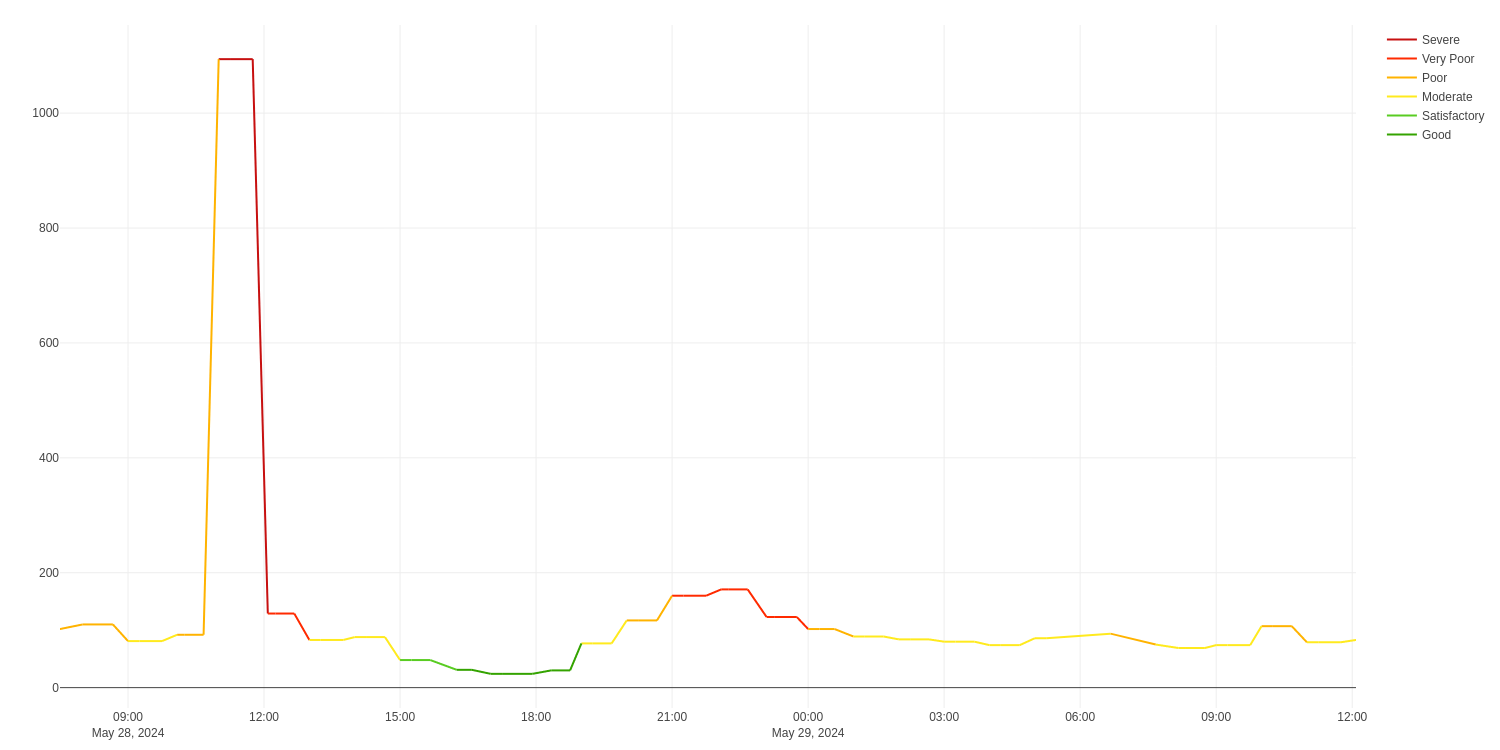 1000
800
600
400
200
0
09:00
May 28, 2024
12:00
15:00
18:00
21:00
00:00
May 29, 2024
03:00
06:00
09:00
12:00
Severe
Very Poor
Poor
Moderate
Satisfactory
Good